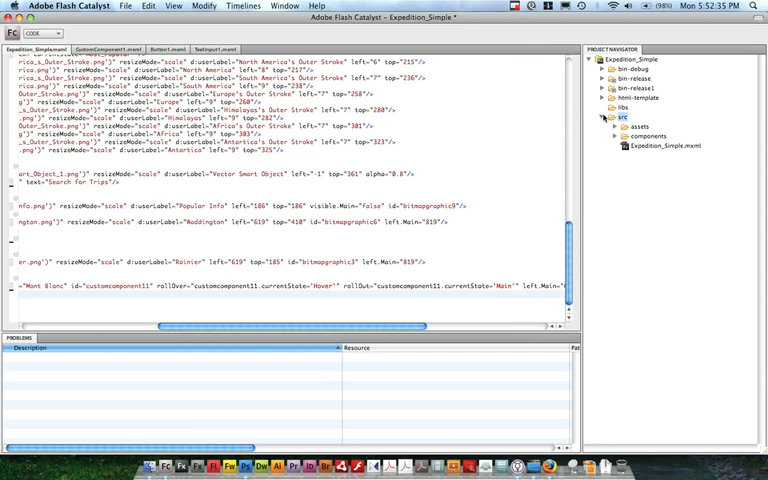 Adobe Flash Catalyst File Edit View Modify Timelines Window Help (98%) Mon 5:52:35 PM
Adobe Flash Catalyst - Expedition_Simple *
Fc CODE
Expedition_Simple.mxml CustomComponent1.mxml Button1.mxml TextInput1.mxml
rica_s_Outer_Stroke.png')" resizeMode="scale" d:userLabel="North America's Outer Stroke" left="6" top="215"/>
rica.png')" resizeMode="scale" d:userLabel="North America" left="8" top="217"/>
rica_s_Outer_Stroke.png')" resizeMode="scale" d:userLabel="South America's Outer Stroke" left="7" top="236"/>
rica.png')" resizeMode="scale" d:userLabel="South America" left="9" top="238"/>
Outer_Stroke.png')" resizeMode="scale" d:userLabel="Europe's Outer Stroke" left="7" top="258"/>
g')" resizeMode="scale" d:userLabel="Europe" left="9" top="260"/>
_s_Outer_Stroke.png')" resizeMode="scale" d:userLabel="Himalayas's Outer Stroke" left="7" top="280"/>
.png')" resizeMode="scale" d:userLabel="Himalayas" left="9" top="282"/>
Outer_Stroke.png')" resizeMode="scale" d:userLabel="Africa's Outer Stroke" left="7" top="301"/>
g')" resizeMode="scale" d:userLabel="Africa" left="9" top="303"/>
_s_Outer_Stroke.png')" resizeMode="scale" d:userLabel="Antartica's Outer Stroke" left="7" top="323"/>
.png')" resizeMode="scale" d:userLabel="Antartica" left="9" top="325"/>
art_Object_1.png')" resizeMode="scale" d:userLabel="Vector Smart Object" left="-1" top="361" alpha="0.8"/>
" text="Search for Trips"/>
nfo.png')" resizeMode="scale" d:userLabel="Popular Info" left="186" top="186" visible.Main="false" id="bitmapgraphic9"/>
ngton.png')" resizeMode="scale" d:userLabel="Waddington" left="619" top="410" id="bitmapgraphic6" left.Main="819"/>
er.png')" resizeMode="scale" d:userLabel="Rainier" left="619" top="185" id="bitmapgraphic3" left.Main="819"/>
="Mont Blanc" id="customcomponent11" rollOver="customcomponent11.currentState='Hover'" rollOut="customcomponent11.currentState='Main'" left.Main="
PROBLEMS
Description Resource Pat
PROJECT NAVIGATOR
Expedition_Simple
bin-debug
bin-release
bin-release1
html-template
libs
src
assets
components
Expedition_Simple.mxml
Fc Fx Fx Fl Fw Ps Dw Ai Pr Id Br